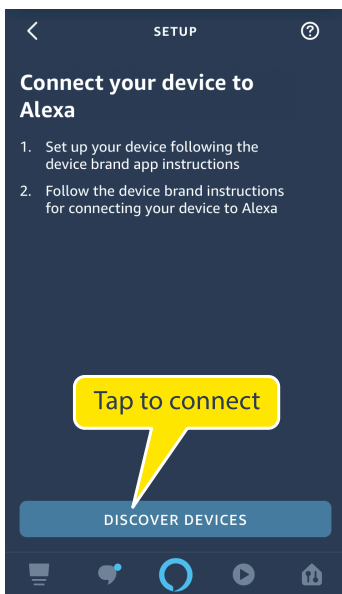 SETUP
Connect your device to
Alexa
1. Set up your device following the
device brand app instructions
2. Follow the device brand instructions
for connecting your device to Alexa
Tap to connect
DISCOVER DEVICES